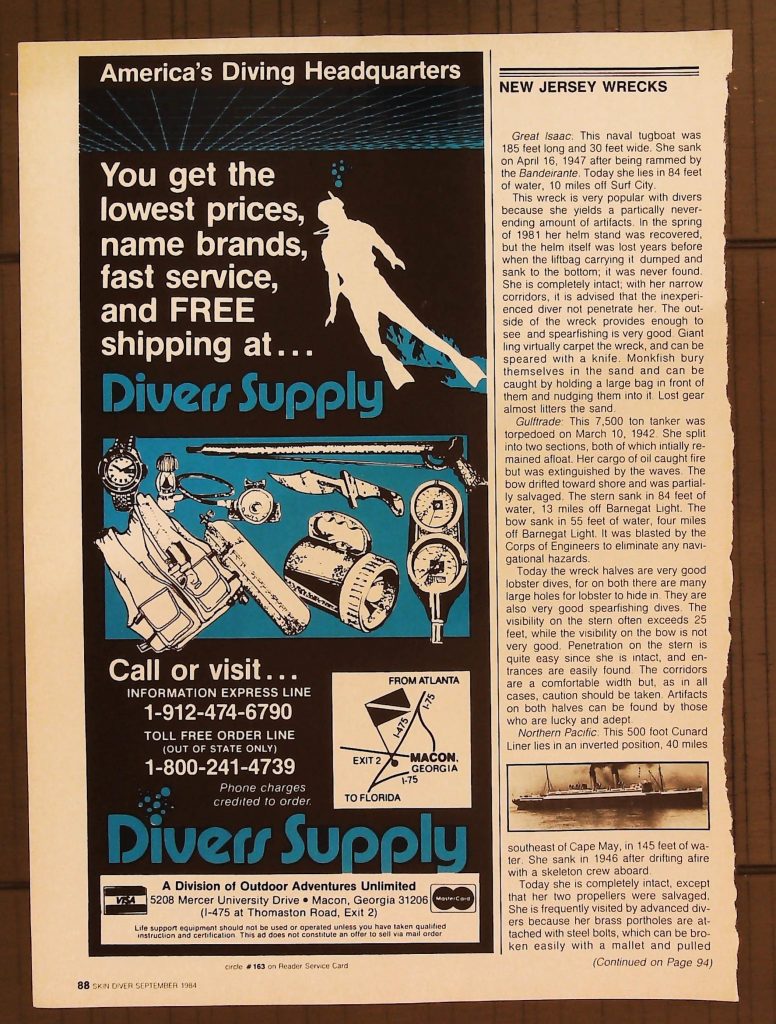 America's Diving Headquarters
You get the
lowest prices,
name brands,
fast service,
and FREE
shipping at...
Divers Supply
Call or visit...
INFORMATION EXPRESS LINE
1-912-474-6790
TOLL FREE ORDER LINE
(OUT OF STATE ONLY)
1-800-241-4739
Phone charges
credited to order.
FROM ATLANTA
I-75
I-475
EXIT 2
MACON,
GEORGIA
I-75
TO FLORIDA
Divers Supply
VISA
A Division of Outdoor Adventures Unlimited
5208 Mercer University Drive • Macon, Georgia 31206
(I-475 at Thomaston Road, Exit 2)
MasterCard
Life support equipment should not be used or operated unless you have taken qualified
instruction and certification. This ad does not constitute an offer to sell via mail order
circle #163 on Reader Service Card
88 SKIN DIVER SEPTEMBER 1984
NEW JERSEY WRECKS
Great Isaac: This naval tugboat was
185 feet long and 30 feet wide. She sank
on April 16, 1947 after being rammed by
the Bandeirante. Today she lies in 84 feet
of water, 10 miles off Surf City.
This wreck is very popular with divers
because she yields a partically never-
ending amount of artifacts. In the spring
of 1981 her helm stand was recovered,
but the helm itself was lost years before
when the liftbag carrying it dumped and
sank to the bottom; it was never found.
She is completely intact; with her narrow
corridors, it is advised that the inexperi-
enced diver not penetrate her. The out-
side of the wreck provides enough to
see and spearfishing is very good. Giant
ling virtually carpet the wreck, and can be
speared with a knife. Monkfish bury
themselves in the sand and can be
caught by holding a large bag in front of
them and nudging them into it. Lost gear
almost litters the sand.
Gulftrade: This 7,500 ton tanker was
torpedoed on March 10, 1942. She split
into two sections, both of which intially re-
mained afloat. Her cargo of oil caught fire
but was extinguished by the waves. The
bow drifted toward shore and was partial-
ly salvaged. The stern sank in 84 feet of
water, 13 miles off Barnegat Light. The
bow sank in 55 feet of water, four miles
off Barnegat Light. It was blasted by the
Corps of Engineers to eliminate any navi-
gational hazards.
Today the wreck halves are very good
lobster dives, for on both there are many
large holes for lobster to hide in. They are
also very good spearfishing dives. The
visibility on the stern often exceeds 25
feet, while the visibility on the bow is not
very good. Penetration on the stern is
quite easy since she is intact, and en-
trances are easily found. The corridors
are a comfortable width but, as in all
cases, caution should be taken. Artifacts
on both halves can be found by those
who are lucky and adept.
Northern Pacific: This 500 foot Cunard
Liner lies in an inverted position, 40 miles
southeast of Cape May, in 145 feet of wa-
ter. She sank in 1946 after drifting afire
with a skeleton crew aboard.
Today she is completely intact, except
that her two propellers were salvaged.
She is frequently visited by advanced div-
ers because her brass portholes are at-
tached with steel bolts, which can be bro-
ken easily with a mallet and pulled
(Continued on Page 94)